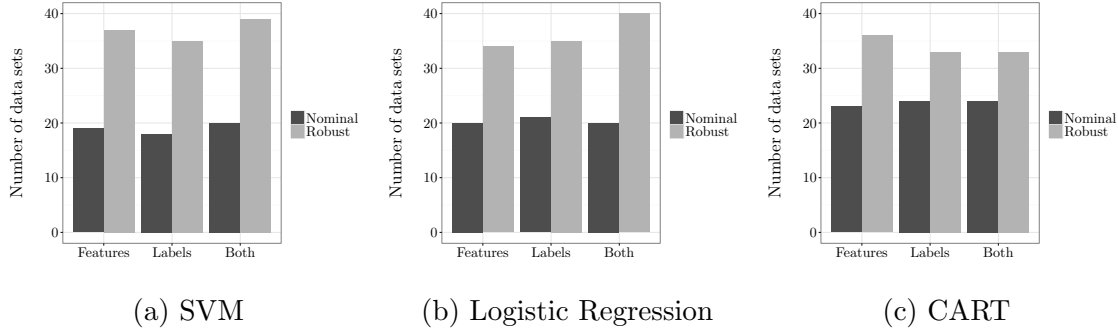 Number of data sets
40
30
20
10
0
Features Labels Both
Nominal
Robust
(a) SVM
Number of data sets
40
30
20
10
0
Features Labels Both
Nominal
Robust
(b) Logistic Regression
Number of data sets
40
30
20
10
0
Features Labels Both
Nominal
Robust
(c) CART